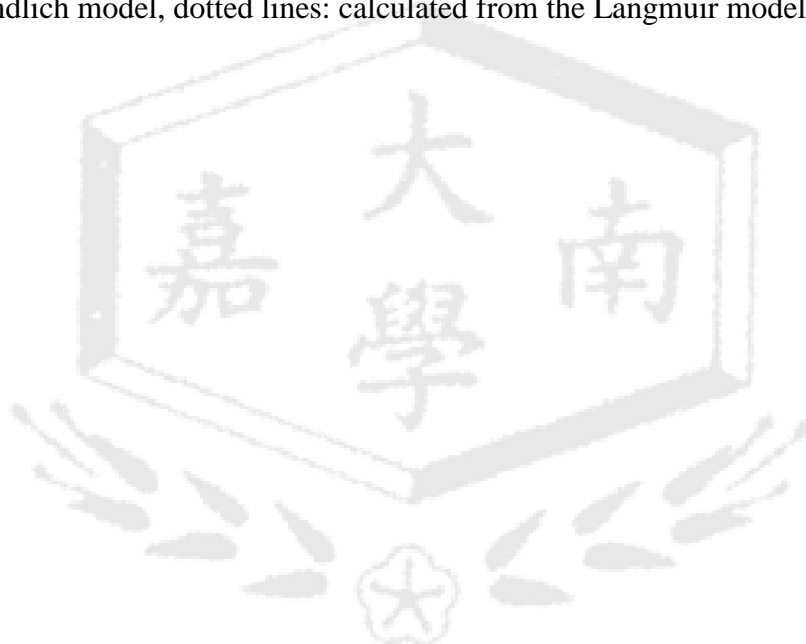 ndlich model, dotted lines: calculated from the Langmuir model
大
嘉 南
學